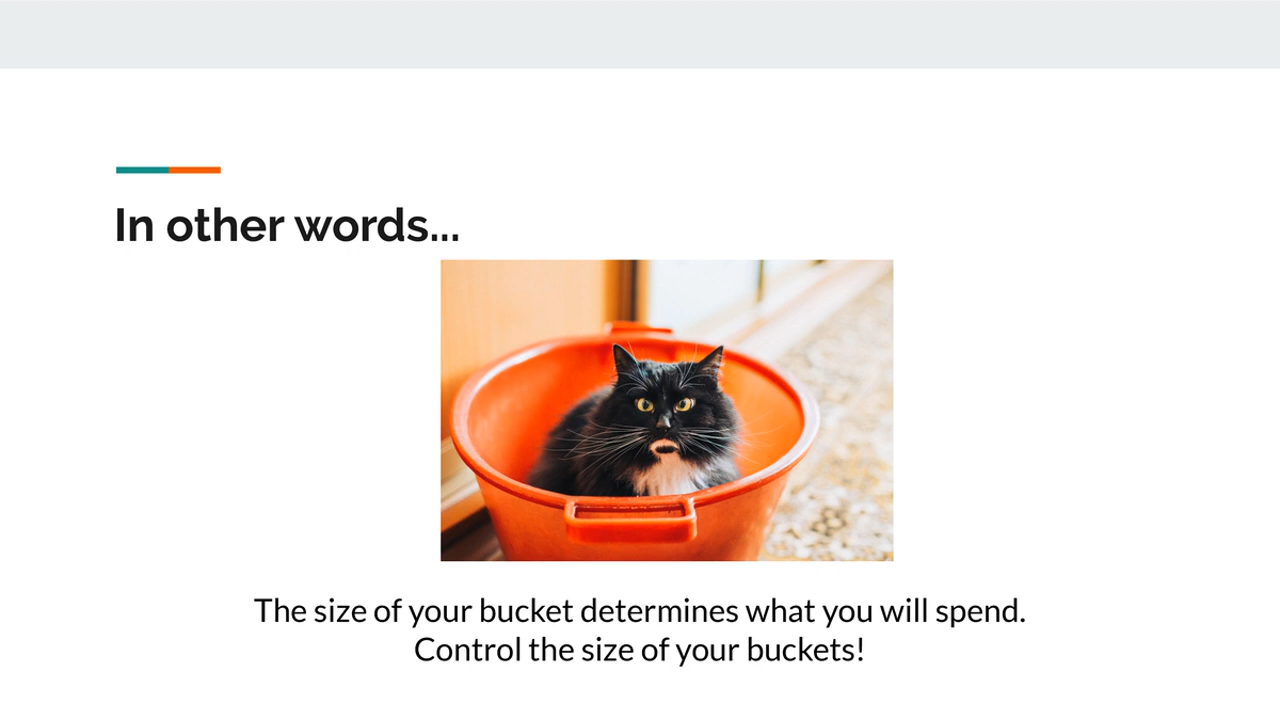 In other words...
The size of your bucket determines what you will spend.
Control the size of your buckets!